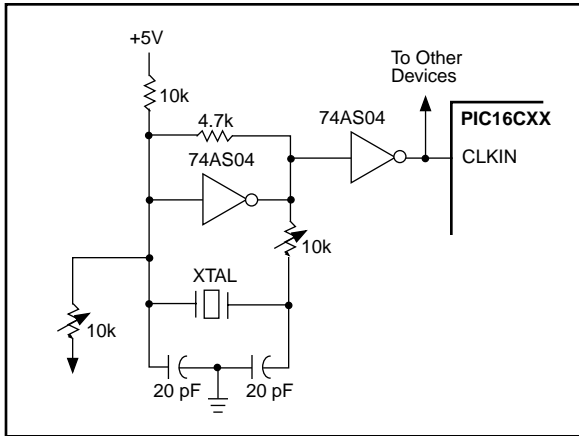 +5V
To Other
Devices
10k
4.7k
74AS04
PIC16CXX
74AS04
CLKIN
10k
XTAL
10k
20 pF
20 pF